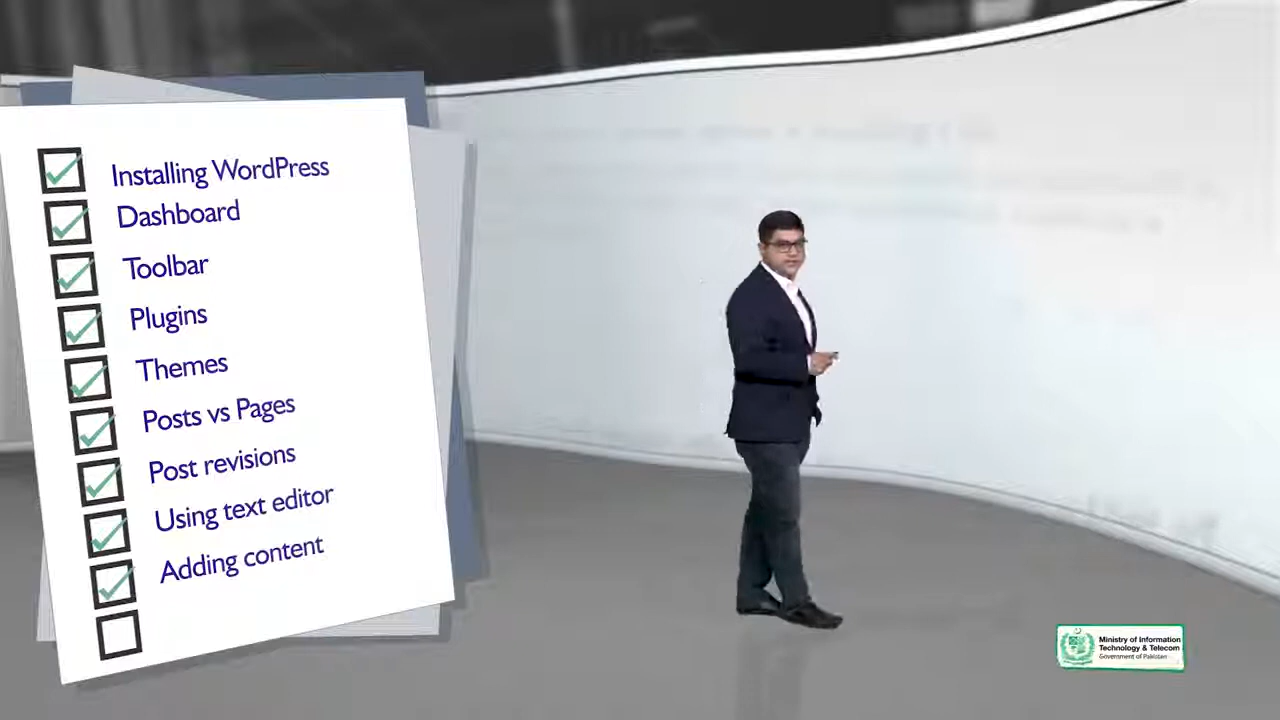 Installing WordPress
Dashboard
Toolbar
Plugins
Themes
Posts vs Pages
Post revisions
Using text editor
Adding content
Ministry of Information
Technology & Telecom
Government of Pakistan